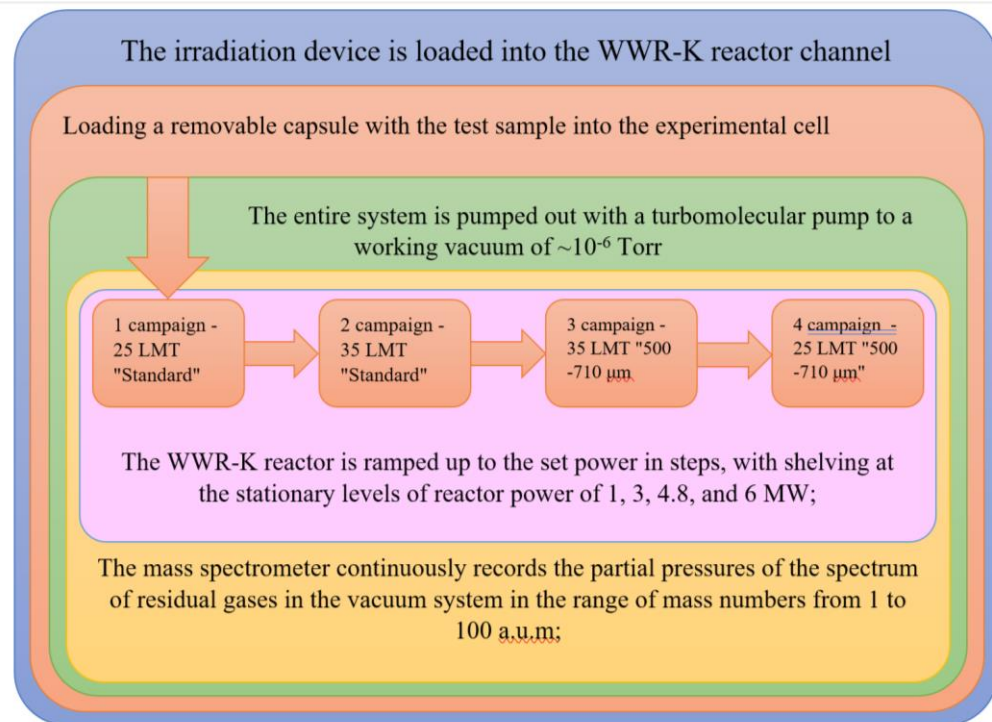 The irradiation device is loaded into the WWR-K reactor channel
Loading a removable capsule with the test sample into the experimental cell
The entire system is pumped out with a turbomolecular pump to a
working vacuum of ~10⁻⁶ Torr
1 campaign -
25 LMT
"Standard"
2 campaign -
35 LMT
"Standard"
3 campaign -
35 LMT "500
-710 μm
4 campaign -
25 LMT "500
-710 μm"
The WWR-K reactor is ramped up to the set power in steps, with shelving at
the stationary levels of reactor power of 1, 3, 4.8, and 6 MW;
The mass spectrometer continuously records the partial pressures of the spectrum
of residual gases in the vacuum system in the range of mass numbers from 1 to
100 a.u.m;